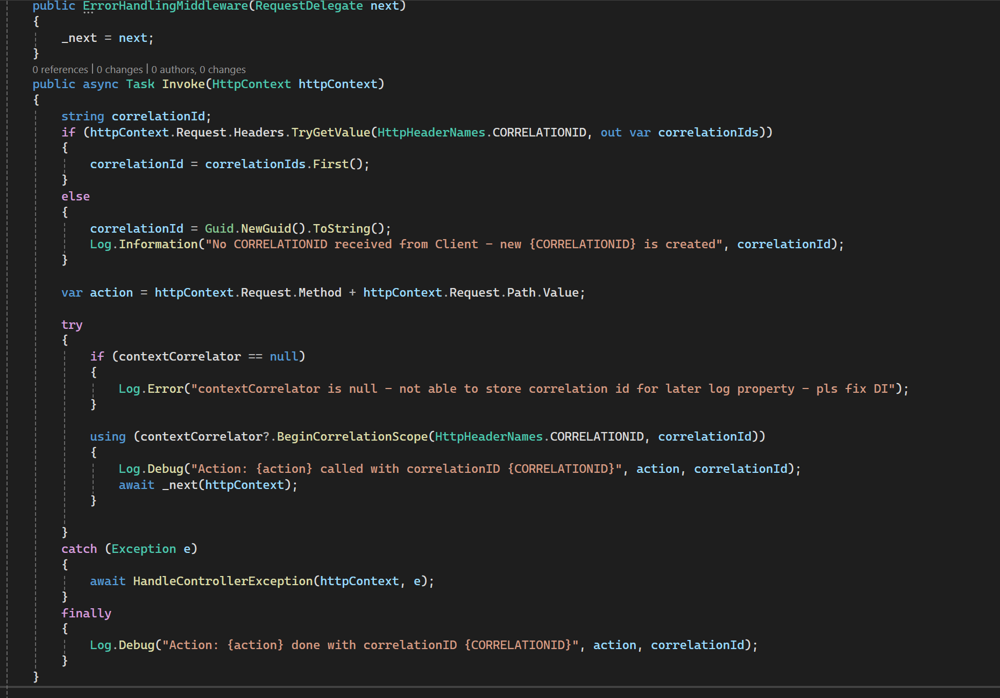 public ErrorHandlingMiddleware(RequestDelegate next)
{
    _next = next;
}
0 references | 0 changes | 0 authors, 0 changes
public async Task Invoke(HttpContext httpContext)
{
    string correlationId;
    if (httpContext.Request.Headers.TryGetValue(HttpHeaderNames.CORRELATIONID, out var correlationIds))
    {
        correlationId = correlationIds.First();
    }
    else
    {
        correlationId = Guid.NewGuid().ToString();
        Log.Information("No CORRELATIONID received from Client - new {CORRELATIONID} is created", correlationId);
    }

    var action = httpContext.Request.Method + httpContext.Request.Path.Value;

    try
    {
        if (contextCorrelator == null)
        {
            Log.Error("contextCorrelator is null - not able to store correlation id for later log property - pls fix DI");
        }

        using (contextCorrelator?.BeginCorrelationScope(HttpHeaderNames.CORRELATIONID, correlationId))
        {
            Log.Debug("Action: {action} called with correlationID {CORRELATIONID}", action, correlationId);
            await _next(httpContext);
        }

    }
    catch (Exception e)
    {
        await HandleControllerException(httpContext, e);
    }
    finally
    {
        Log.Debug("Action: {action} done with correlationID {CORRELATIONID}", action, correlationId);
    }
}